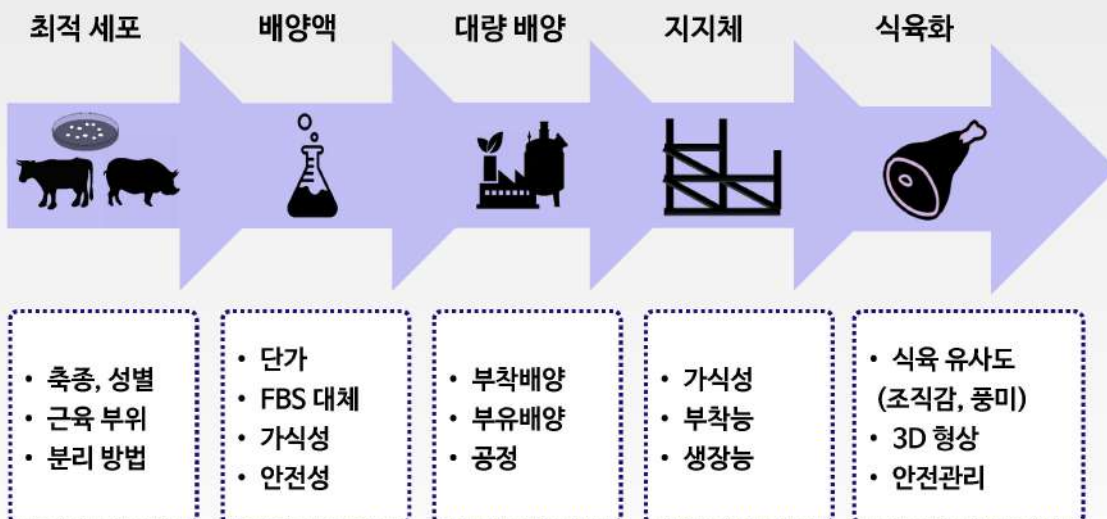 최적 세포
배양액
대량 배양
지지체
식육화
• 축종, 성별
• 근육 부위
• 분리 방법
• 단가
• FBS 대체
• 가식성
• 안전성
• 부착배양
• 부유배양
• 공정
• 가식성
• 부착능
• 생장능
• 식육 유사도
(조직감, 풍미)
• 3D 형상
• 안전관리